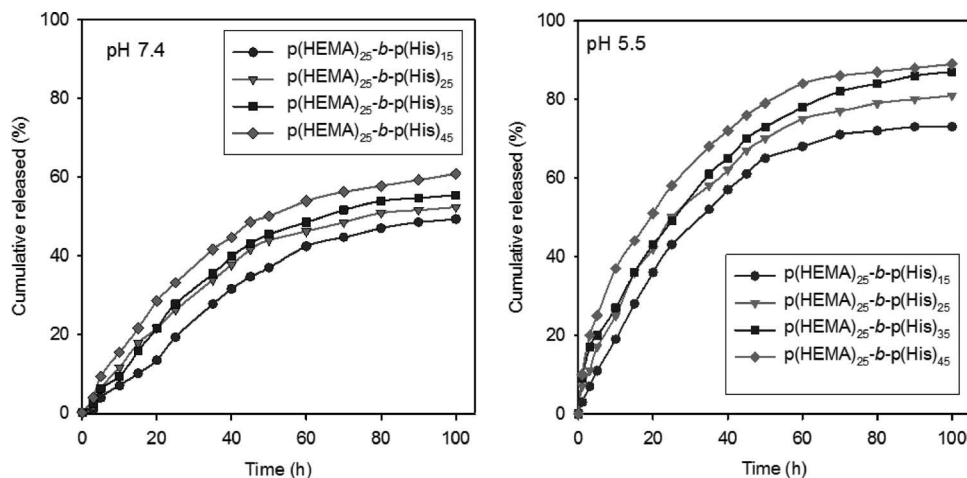 pH 7.4
p(HEMA)₂₅-b-p(His)₁₅
p(HEMA)₂₅-b-p(His)₂₅
p(HEMA)₂₅-b-p(His)₃₅
p(HEMA)₂₅-b-p(His)₄₅
Cumulative released (%)
100
80
60
40
20
0
0 20 40 60 80 100
Time (h)
pH 5.5
p(HEMA)₂₅-b-p(His)₁₅
p(HEMA)₂₅-b-p(His)₂₅
p(HEMA)₂₅-b-p(His)₃₅
p(HEMA)₂₅-b-p(His)₄₅
Cumulative released (%)
100
80
60
40
20
0
0 20 40 60 80 100
Time (h)